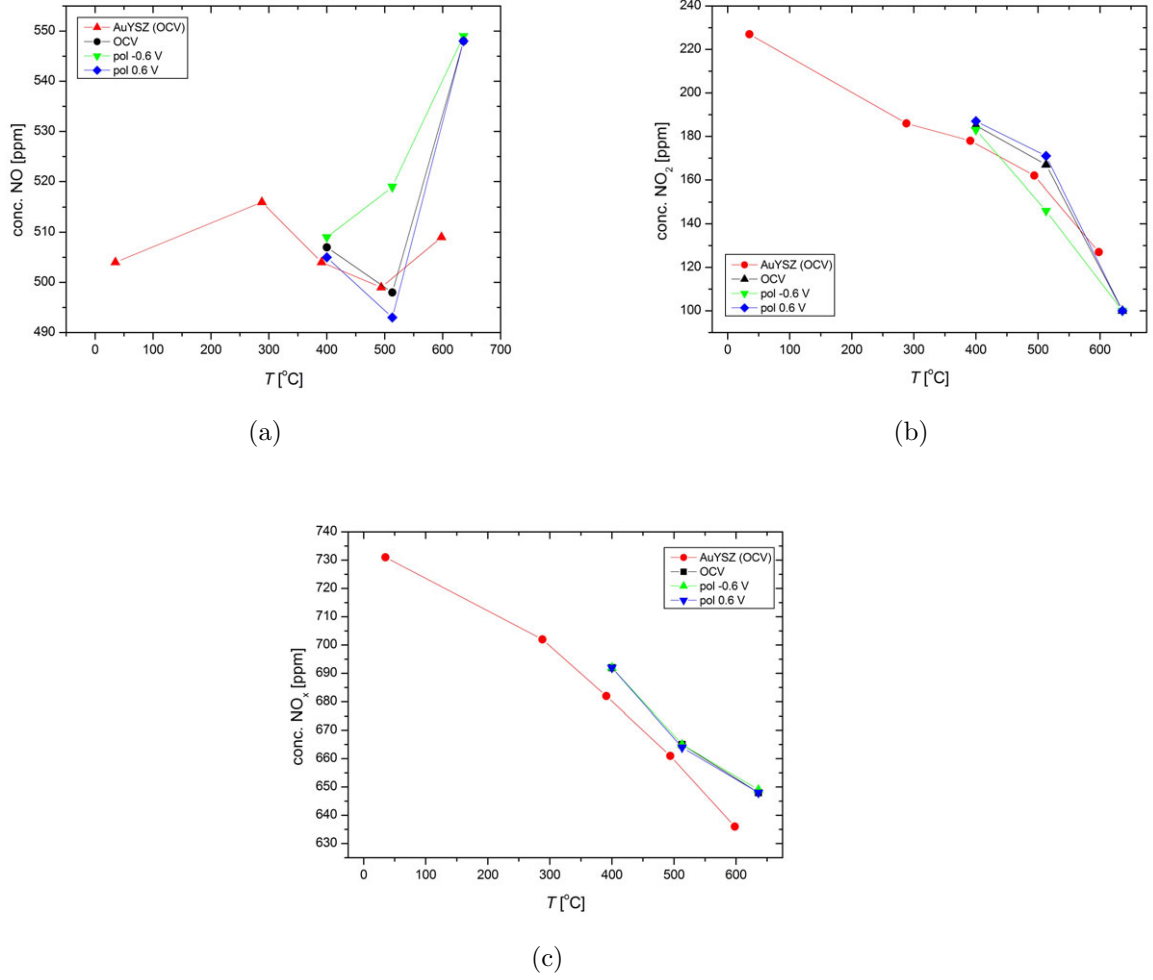 AuYSZ (OCV)
OCV
pol -0.6 V
pol 0.6 V
conc. NO [ppm]
550
540
530
520
510
500
490
0 100 200 300 400 500 600 700
T [°C]
(a)
240
220
200
180
160
140
120
100
conc. NO₂ [ppm]
AuYSZ (OCV)
OCV
pol -0.6 V
pol 0.6 V
0 100 200 300 400 500 600
T [°C]
(b)
740
730
720
710
700
690
680
670
660
650
640
630
conc. NOₓ [ppm]
AuYSZ (OCV)
OCV
pol -0.6 V
pol 0.6 V
0 100 200 300 400 500 600
T [°C]
(c)